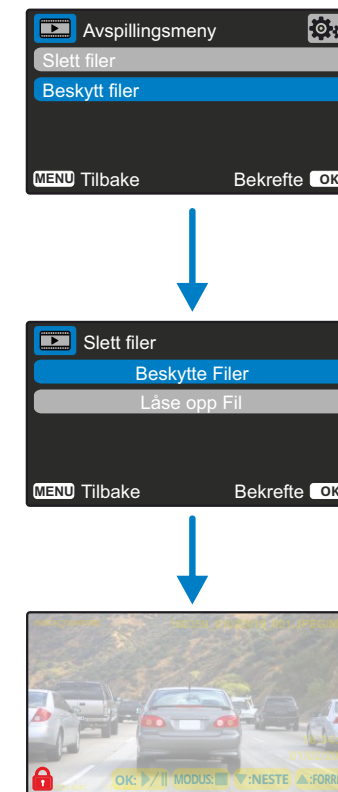 Avspillingsmeny
Slett filer
Beskytt filer
MENU Tilbake Bekrefte OK
Slett filer
Beskytte Filer
Låse opp Fil
MENU Tilbake Bekrefte OK
OK: / MODUS: :NESTE :FORR